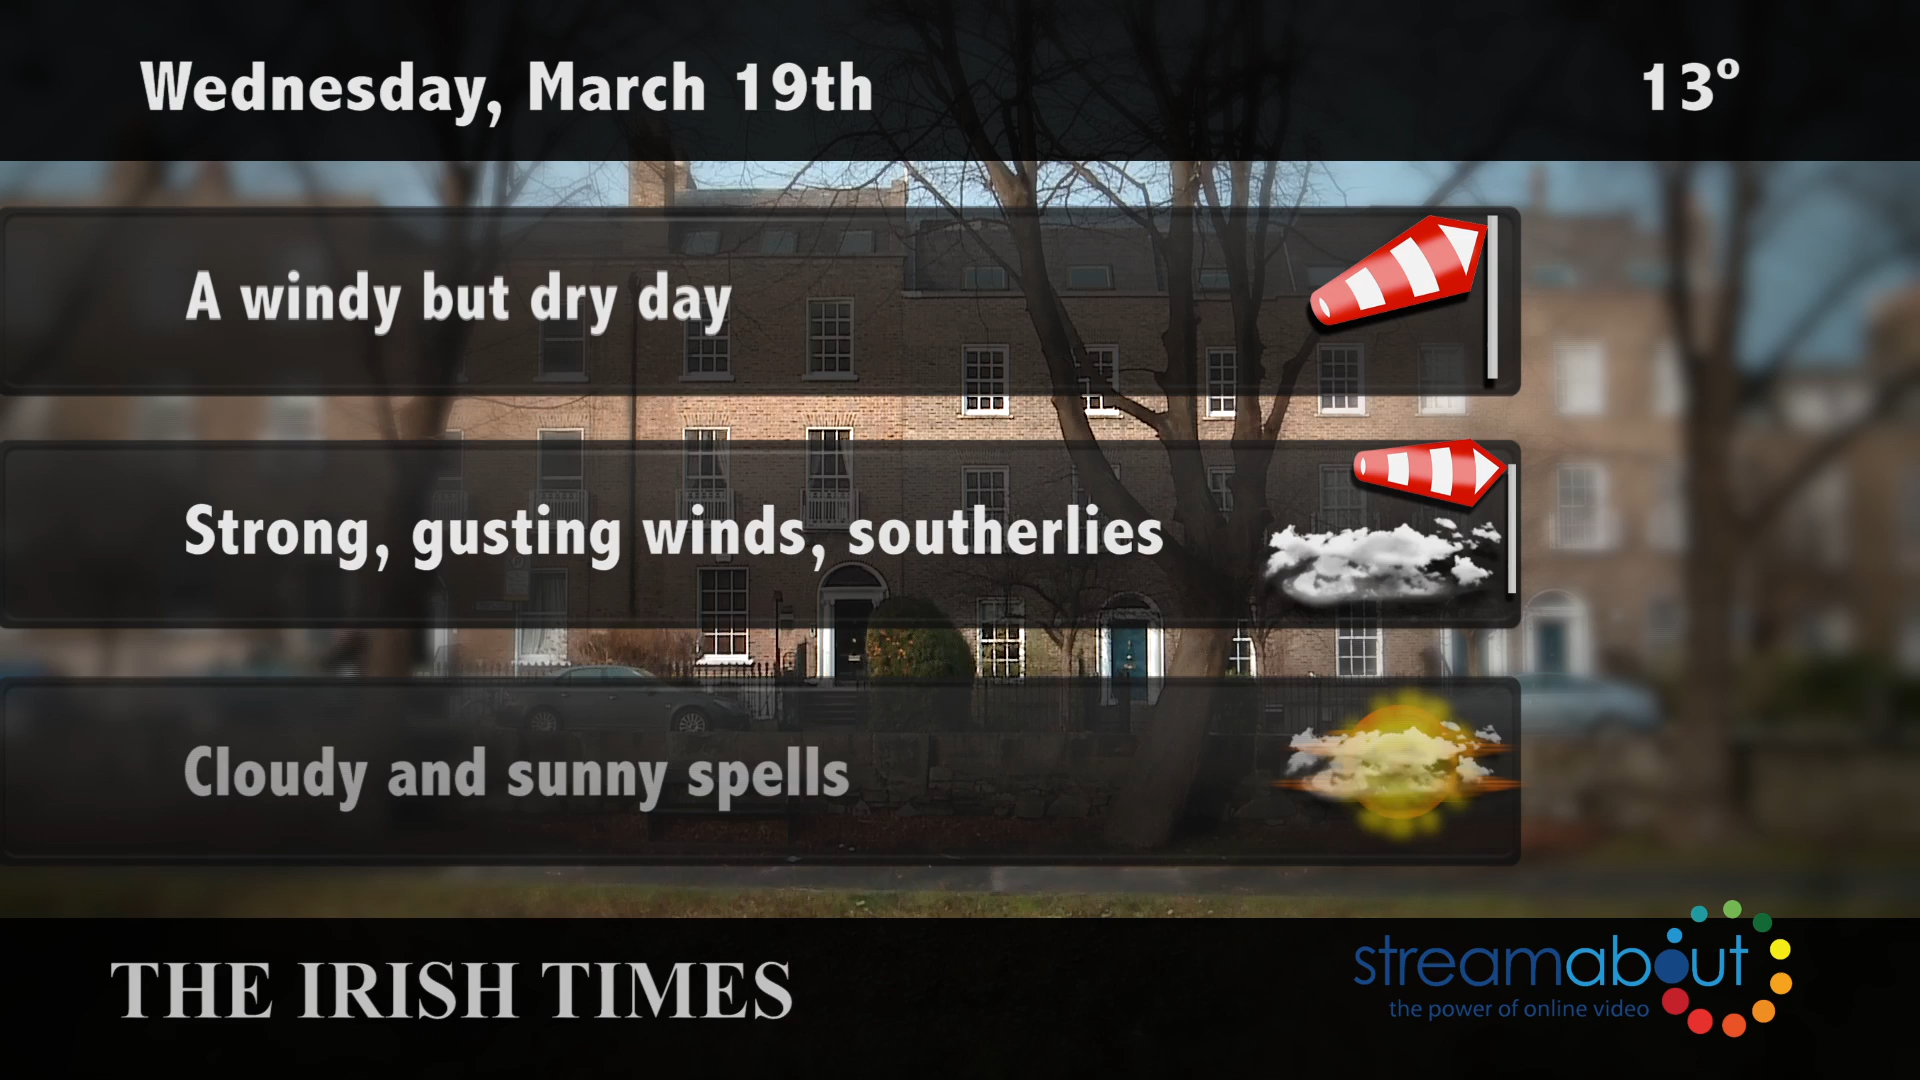 Wednesday, March 19th
13°
A windy but dry day
Strong, gusting winds, southerlies
Cloudy and sunny spells
THE IRISH TIMES
streamabout
the power of online video